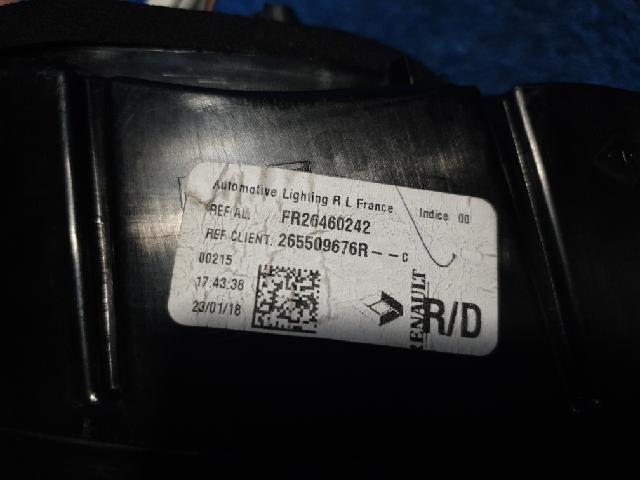 Automotive Lighting R L France Indice 00
REF AL. FR26460242
REF CLIENT. 265509676R--C
00215
17:43:38
23/01/18
RENAULT
R/D